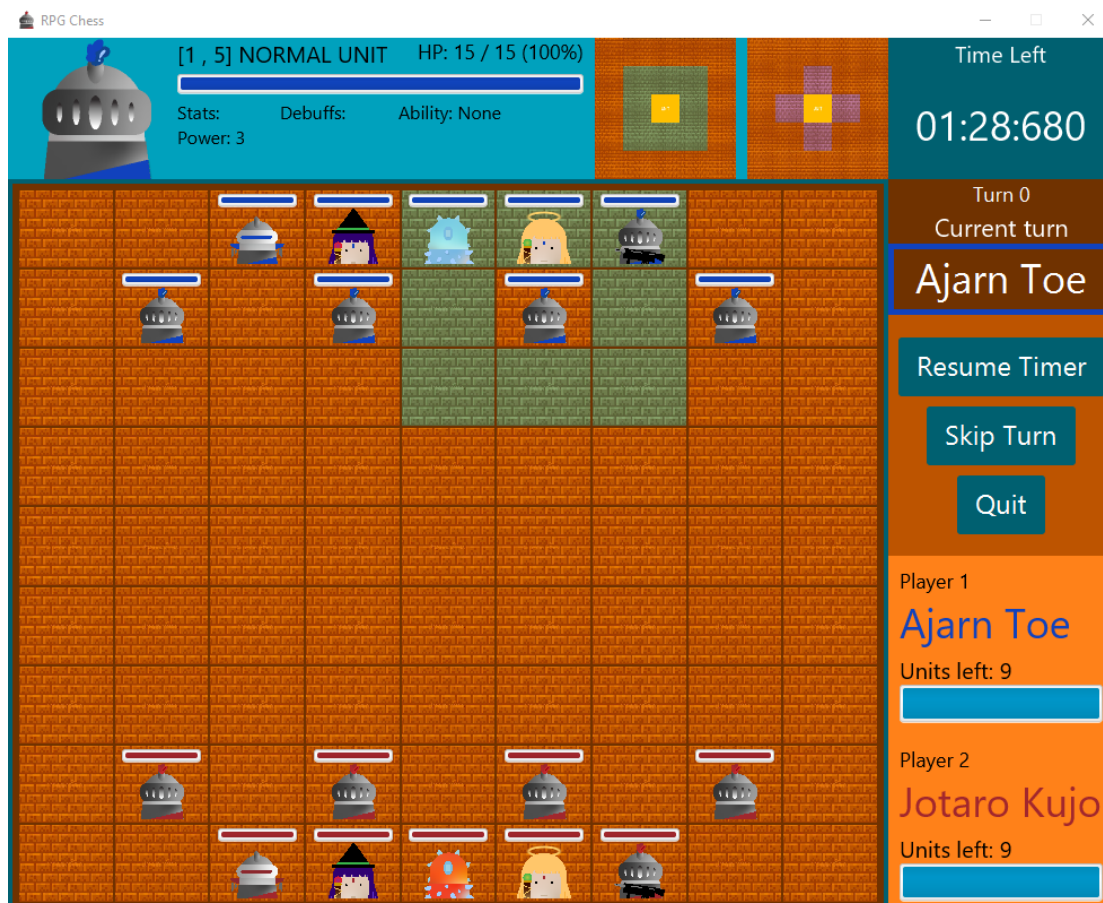 RPG Chess
[1 , 5] NORMAL UNIT HP: 15 / 15 (100%)
Stats: Debuffs: Ability: None
Power: 3
Time Left
01:28:680
Turn 0
Current turn
Ajarn Toe
Resume Timer
Skip Turn
Quit
Player 1
Ajarn Toe
Units left: 9
Player 2
Jotaro Kujo
Units left: 9